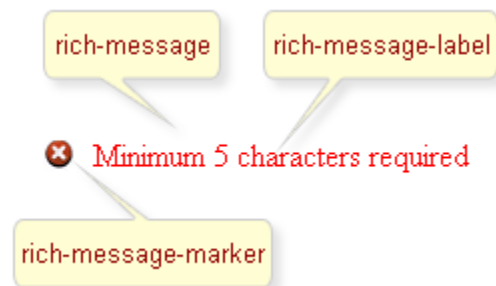 rich-message
rich-message-label
Minimum 5 characters required
rich-message-marker